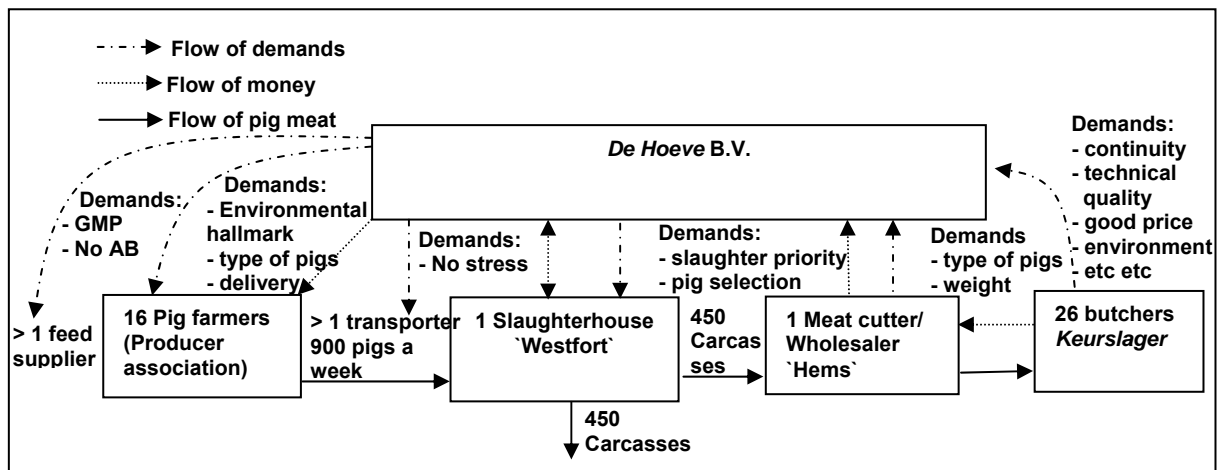 Flow of demands
Flow of money
Flow of pig meat
De Hoeve B.V.
Demands:
- GMP
- No AB
Demands:
- Environmental
hallmark
- type of pigs
- delivery
Demands:
- No stress
Demands:
- slaughter priority
- pig selection
Demands
- type of pigs
- weight
Demands:
- continuity
- technical
quality
- good price
- environment
- etc etc
> 1 feed
supplier
16 Pig farmers
(Producer
association)
> 1 transporter
900 pigs a
week
1 Slaughterhouse
`Westfort`
450
Carcas
ses
1 Meat cutter/
Wholesaler
`Hems`
26 butchers
Keurslager
450
Carcasses